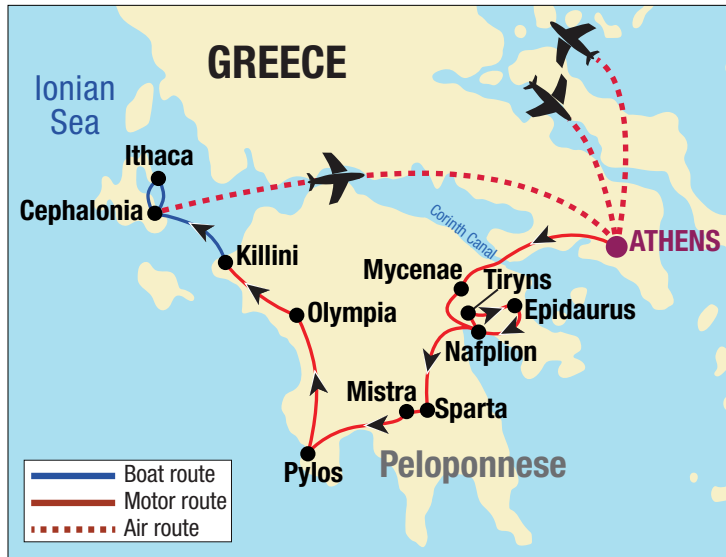 GREECE
Ionian
Sea
Ithaca
Cephalonia
Killini
Corinth Canal
ATHENS
Mycenae
Tiryns
Epidaurus
Olympia
Nafplion
Mistra
Sparta
Pylos
Peloponnese
Boat route
Motor route
Air route